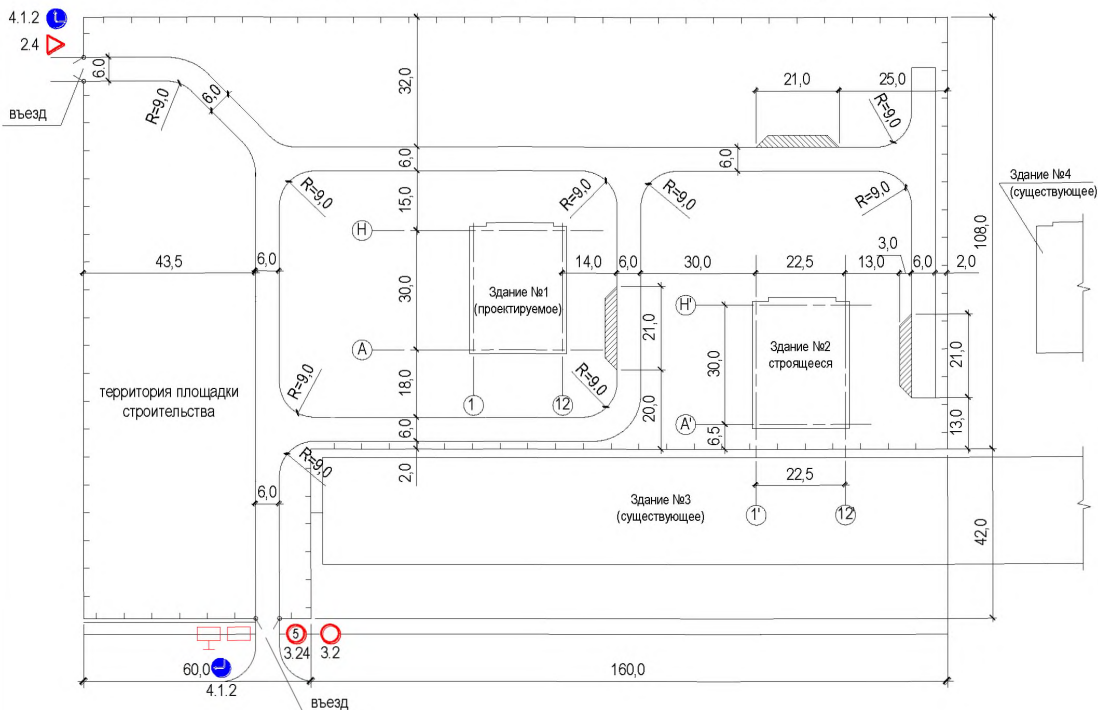 4.1.2
2.4
въезд
6.0
R=9,0
6,0
32,0
21,0
25,0
R=9,0
6,0
6,0
Здание №4
(существующее)
R=9,0
15,0
R=9,0
R=9,0
R=9,0
108,0
Н
43,5
6,0
14,0
6,0
30,0
22,5
13,0
3,0
6,0
2,0
30,0
Здание №1
(проектируемое)
Н'
21,0
Здание №2
строящееся
30,0
21,0
А
территория площадки
строительства
R=9,0
18,0
R=9.0
1
12
20,0
А'
6,5
13,0
6.0
2,0
R=9,0
6,0
22,5
Здание №3
(существующее)
1'
12'
42,0
5
3.24
3.2
60,0
4.1.2
160,0
въезд